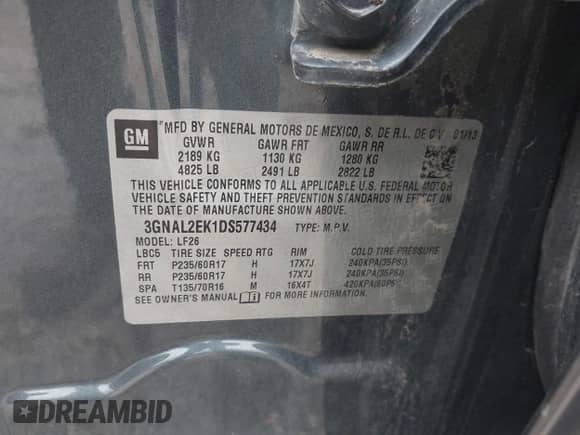 GM
"MFD BY GENERAL MOTORS DE MEXICO, S. DE R.L. DE C V 01/13
GVWR GAWR FRT GAWR RR
2189 KG 1130 KG 1280 KG
4825 LB 2491 LB 2822 LB
THIS VEHICLE CONFORMS TO ALL APPLICABLE U.S. FEDERAL MOTOR
VEHICLE SAFETY AND THEFT PREVENTION STANDARDS IN EFFECT ON
THE DATE OF MANUFACTURE SHOWN ABOVE.
3GNAL2EK1DS577434 TYPE: M.P.V.
MODEL: LF26
LBC5 TIRE SIZE SPEED RTG RIM COLD TIRE PRESSURE
FRT P235/60R17 H 17X7J 240KPA(35PSI)
RR P235/60R17 H 17X7J 240KPA(35PSI)
SPA T135/70R16 M 16X4T 420KPA(60PSI)
SEE OWNER'S MANUAL FOR MORE INFORMATION.
DREAMBID